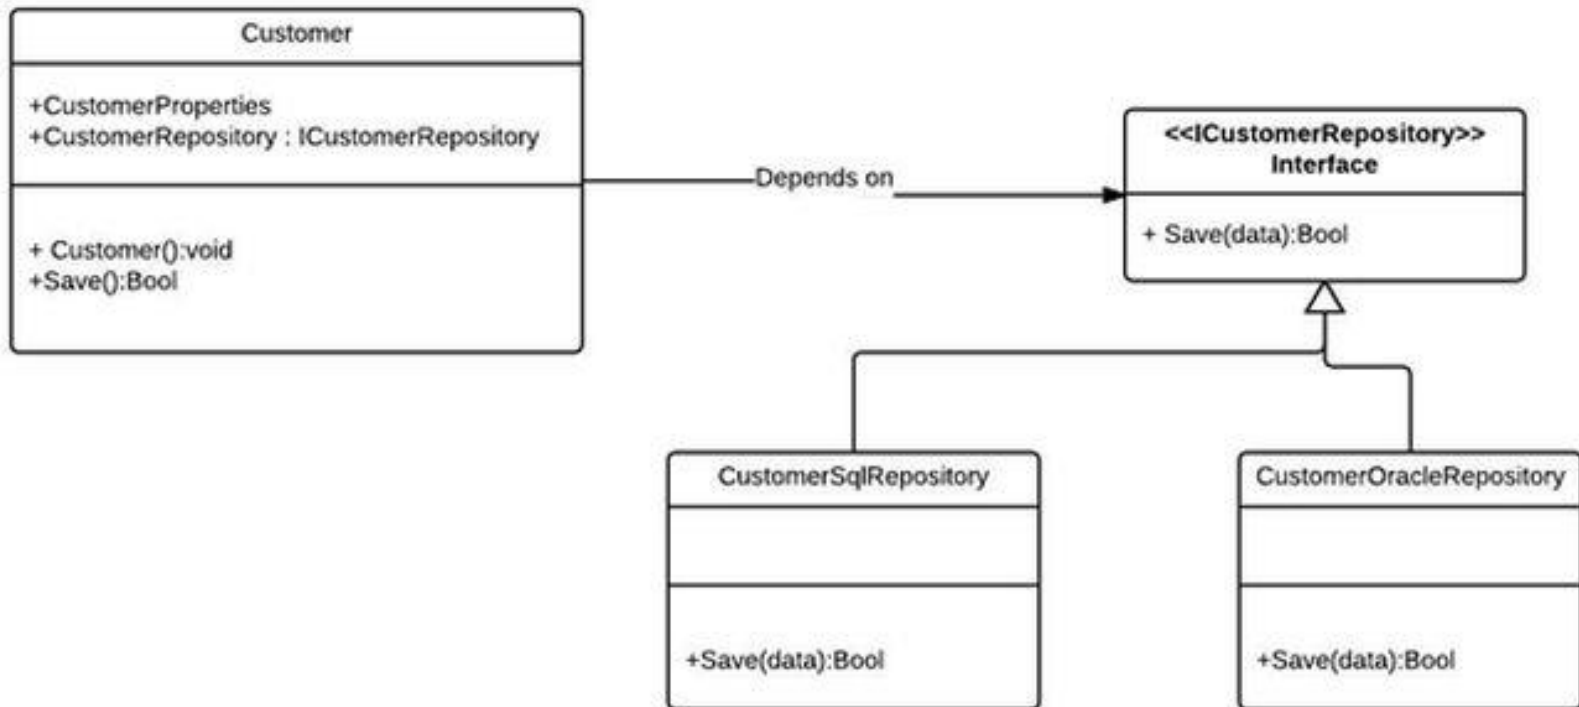 Customer
+CustomerProperties
+CustomerRepository : ICustomerRepository
+ Customer():void
+Save():Bool
Depends on
<<ICustomerRepository>>
Interface
+ Save(data):Bool
CustomerSqlRepository
+Save(data):Bool
CustomerOracleRepository
+Save(data):Bool